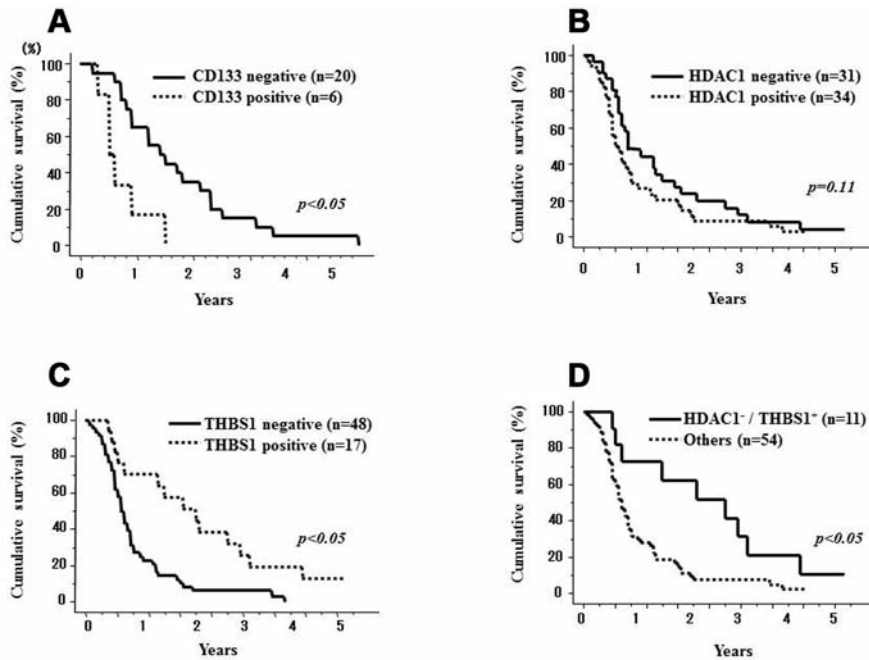 A
(%)
Cumulative survival (%)
100
80
60
40
20
0
CD133 negative (n=20)
CD133 positive (n=6)
p<0.05
0 1 2 3 4 5
Years
B
Cumulative survival (%)
100
80
60
40
20
0
HDAC1 negative (n=31)
HDAC1 positive (n=34)
p=0.11
0 1 2 3 4 5
Years
C
Cumulative survival (%)
100
80
60
40
20
0
THBS1 negative (n=48)
THBS1 positive (n=17)
p<0.05
0 1 2 3 4 5
Years
D
Cumulative survival (%)
100
80
60
40
20
0
HDAC1⁻ / THBS1⁺ (n=11)
Others (n=54)
p<0.05
0 1 2 3 4 5
Years